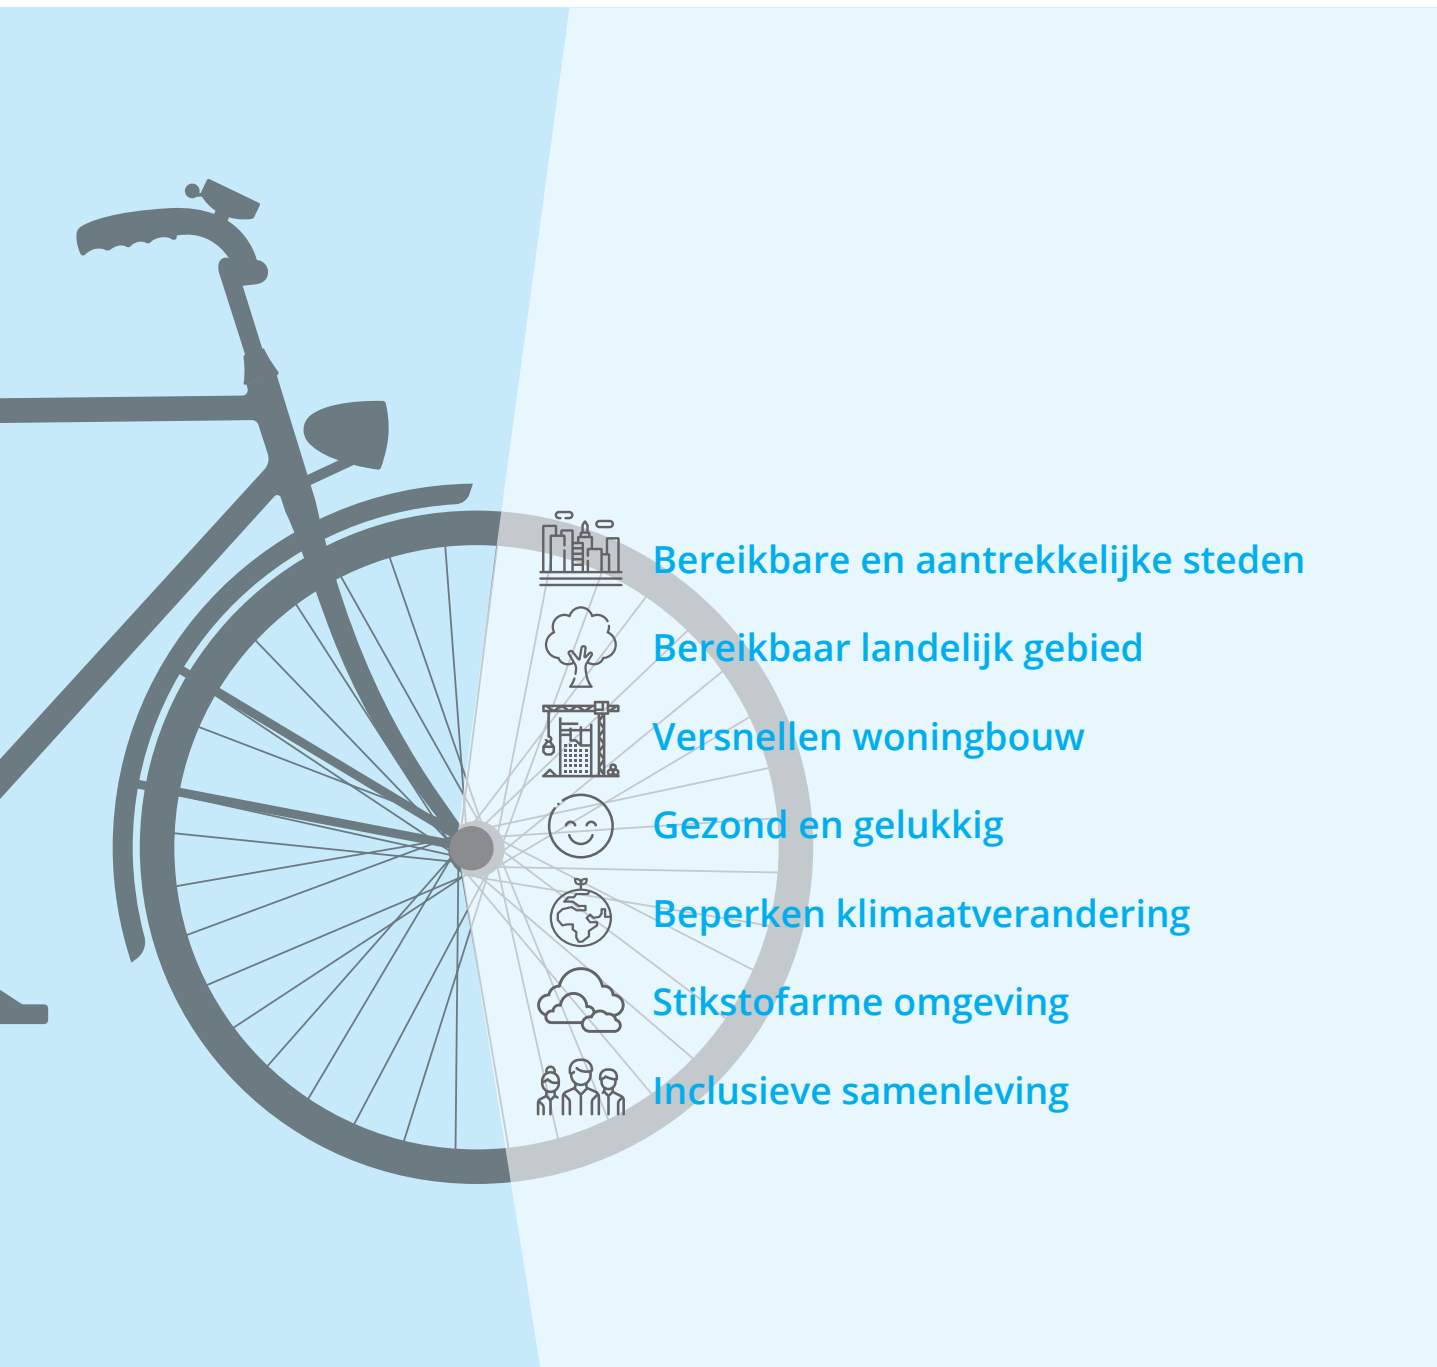 Bereikbare en aantrekkelijke steden
Bereikbaar landelijk gebied
Versnellen woningbouw
Gezond en gelukkig
Beperken klimaatverandering
Stikstofarme omgeving
Inclusieve samenleving